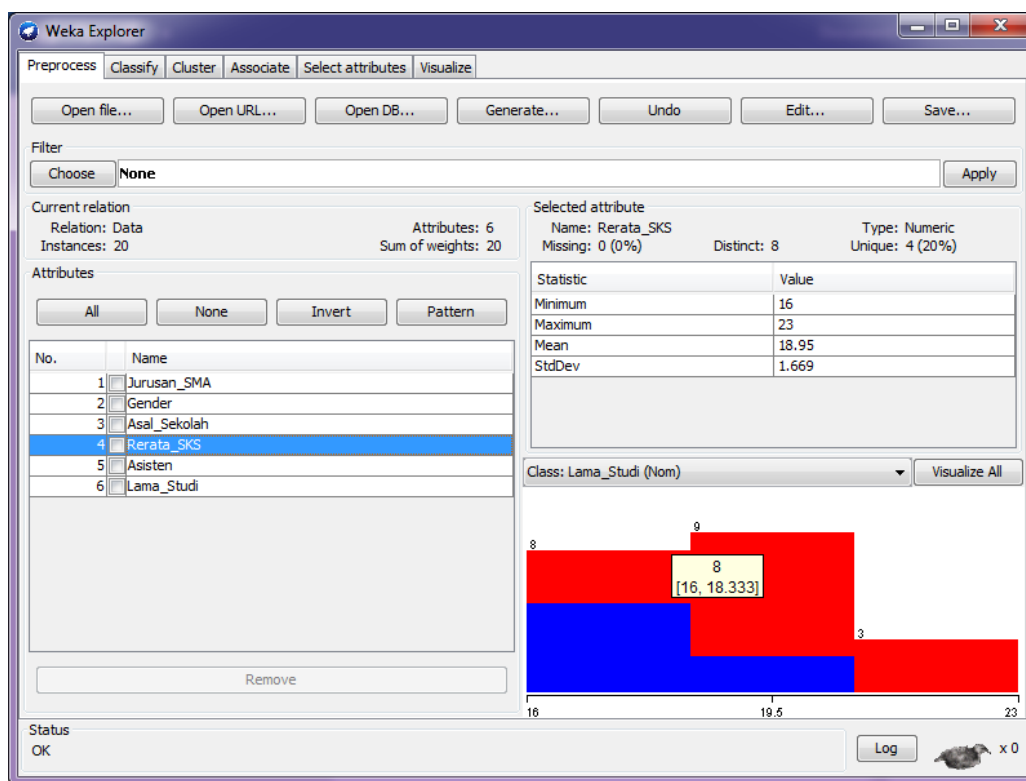 Weka Explorer
Preprocess Classify Cluster Associate Select attributes Visualize
Open file... Open URL... Open DB... Generate... Undo Edit... Save...
Filter
Choose None Apply
Current relation
Relation: Data Attributes: 6
Instances: 20 Sum of weights: 20
Attributes
All None Invert Pattern
No. Name
1 Jurusan_SMA
2 Gender
3 Asal_Sekolah
4 Rerata_SKS
5 Asisten
6 Lama_Studi
Remove
Selected attribute
Name: Rerata_SKS Type: Numeric
Missing: 0 (0%) Distinct: 8 Unique: 4 (20%)
Statistic Value
Minimum 16
Maximum 23
Mean 18.95
StdDev 1.669
Class: Lama_Studi (Nom) Visualize All
9
8
8
[16, 18.333]
3
16 19.5 23
Status
OK Log x 0